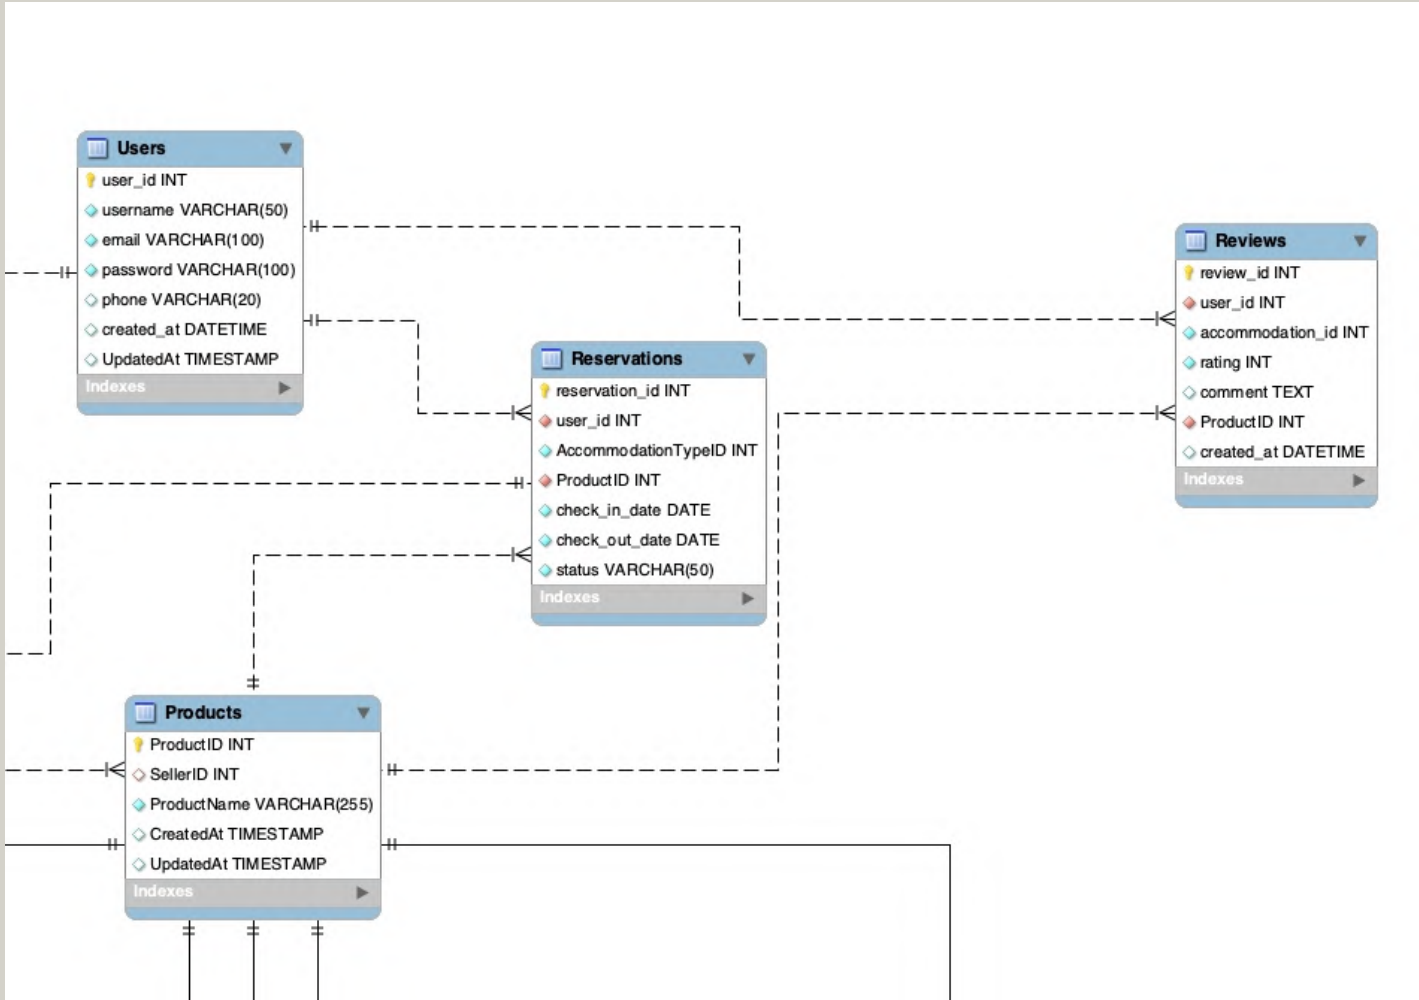 Users
user_id INT
username VARCHAR(50)
email VARCHAR(100)
password VARCHAR(100)
phone VARCHAR(20)
created_at DATETIME
UpdatedAt TIMESTAMP
Indexes
Reviews
review_id INT
user_id INT
accommodation_id INT
rating INT
comment TEXT
ProductID INT
created_at DATETIME
Indexes
Reservations
reservation_id INT
user_id INT
AccommodationTypeID INT
ProductID INT
check_in_date DATE
check_out_date DATE
status VARCHAR(50)
Indexes
Products
ProductID INT
SellerID INT
ProductName VARCHAR(255)
CreatedAt TIMESTAMP
UpdatedAt TIMESTAMP
Indexes